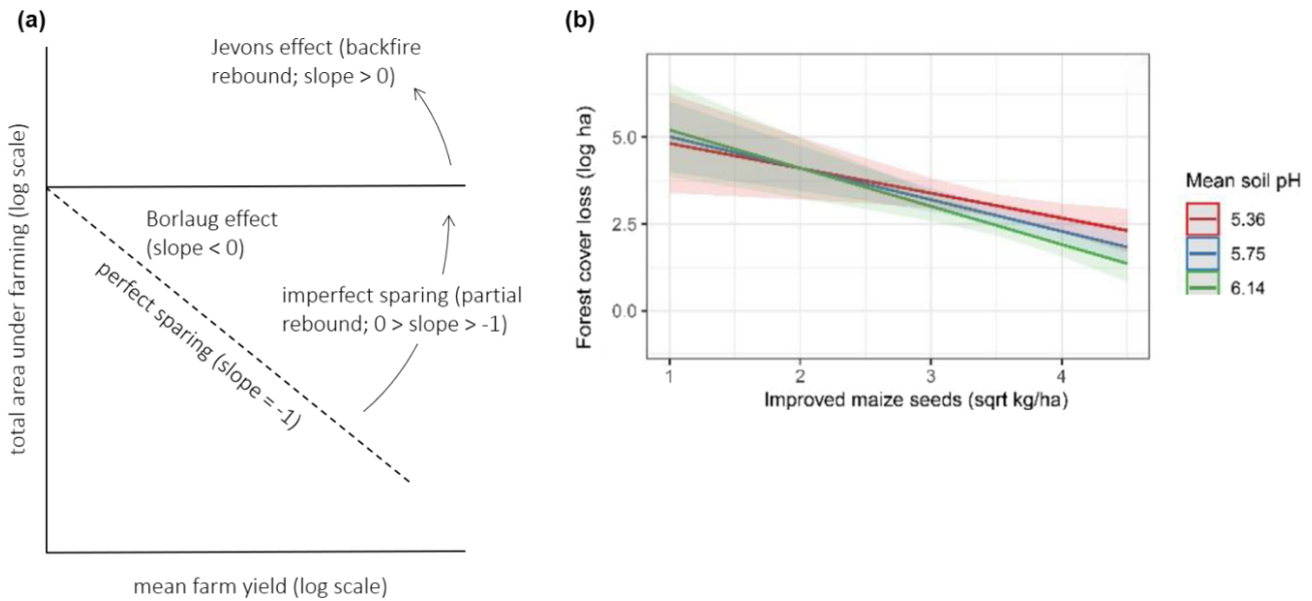 (a)
Jevons effect (backfire
rebound; slope > 0)
Borlaug effect
(slope < 0)
perfect sparing (slope = -1)
imperfect sparing (partial
rebound; 0 > slope > -1)
total area under farming (log scale)
mean farm yield (log scale)
(b)
Forest cover loss (log ha)
5.0
2.5
0.0
1 2 3 4
Improved maize seeds (sqrt kg/ha)
Mean soil pH
5.36
5.75
6.14